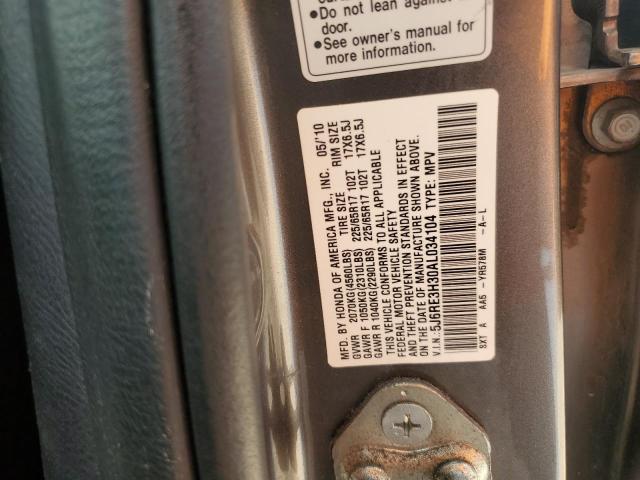 •Do not lean against
door.
•See owner's manual for
more information.
MFD. BY HONDA OF AMERICA MFG., INC. 05/'10
TIRE SIZE RIM SIZE
GVWR 2070KG(4560LBS)
GAWR F 1050KG(2310LBS) 225/65R17 102T 17X6.5J
GAWR R 1040KG(2290LBS) 225/65R17 102T 17X6.5J
THIS VEHICLE CONFORMS TO ALL APPLICABLE
FEDERAL MOTOR VEHICLE SAFETY
AND THEFT PREVENTION STANDARDS IN EFFECT
ON THE DATE OF MANUFACTURE SHOWN ABOVE.
V.I.N.: 5J6RE3H30AL034104 TYPE: MPV
SXT A AA5 -YR578M -A-L